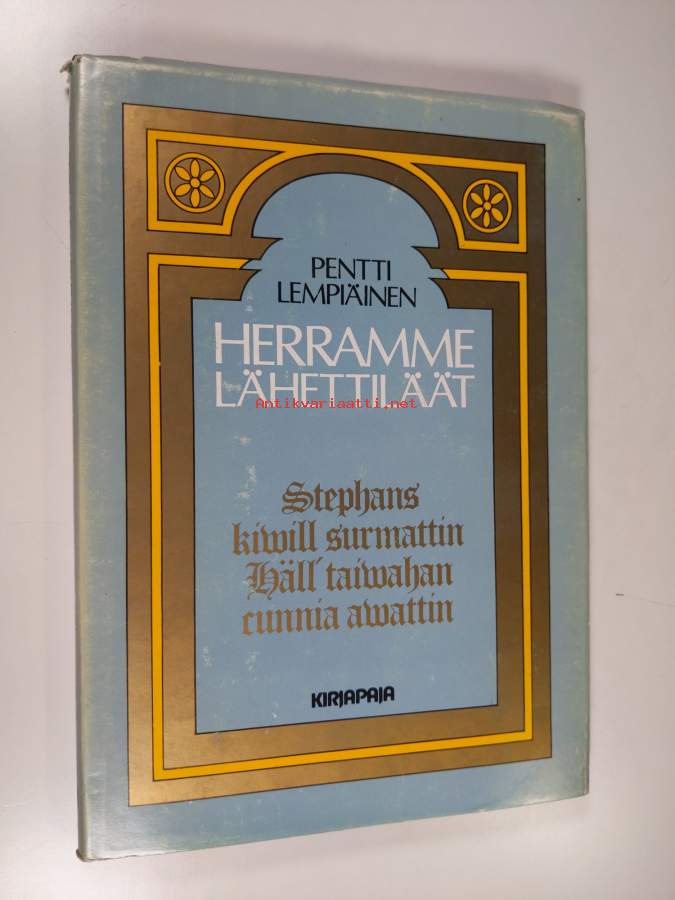 PENTTI
LEMPIÄINEN
HERRAMME
LÄHETTILÄÄT
Antikvariaatti.net
Stephans
kiwill surmattin
Häll' taiwahan
cunnia awattin
KIRJAPAJA